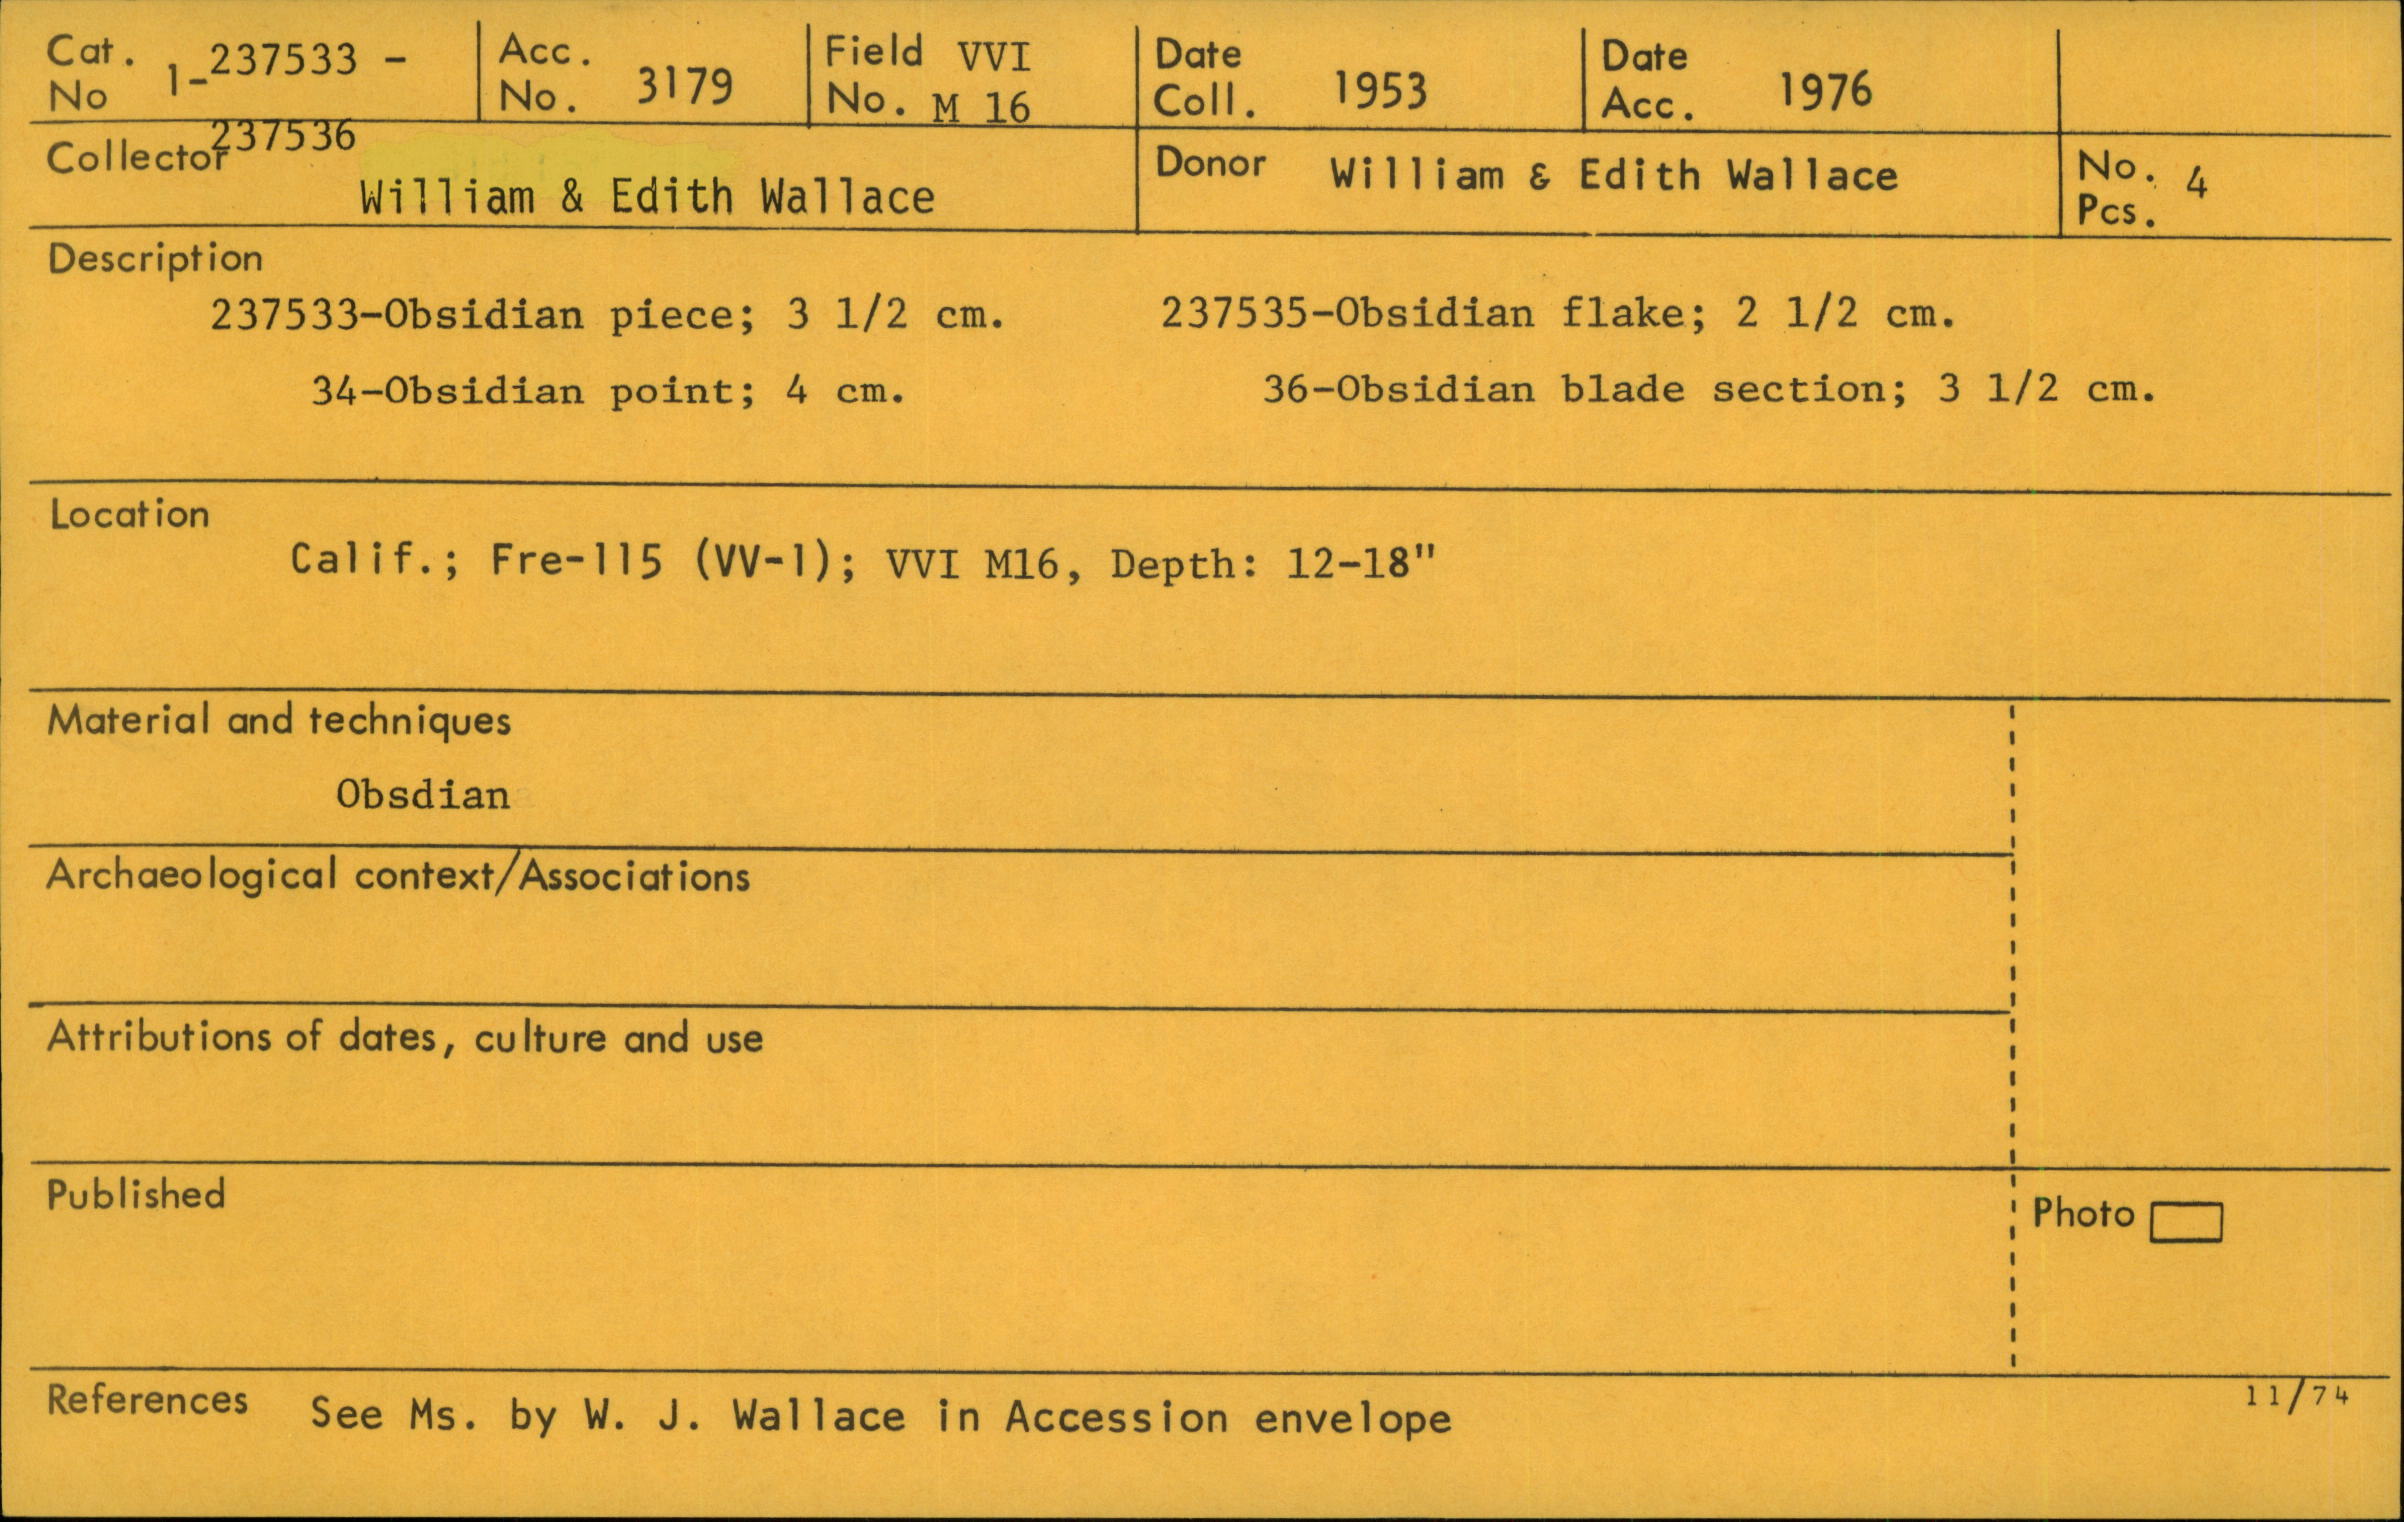 Cat. No 1-237533 - 237536
Acc. No. 3179
Field No. VVI M 16
Date Coll. 1953
Date Acc. 1976
Collector William & Edith Wallace
Donor William & Edith Wallace
No. Pcs. 4
Description
237533-Obsidian piece; 3 1/2 cm.
34-Obsidian point; 4 cm.
237535-Obsidian flake; 2 1/2 cm.
36-Obsidian blade section; 3 1/2 cm.
Location
Calif.; Fre-115 (VV-1); VVI M16, Depth: 12-18"
Material and techniques
Obsdian
Archaeological context/Associations
Attributions of dates, culture and use
Published
Photo
References See Ms. by W. J. Wallace in Accession envelope
11/74